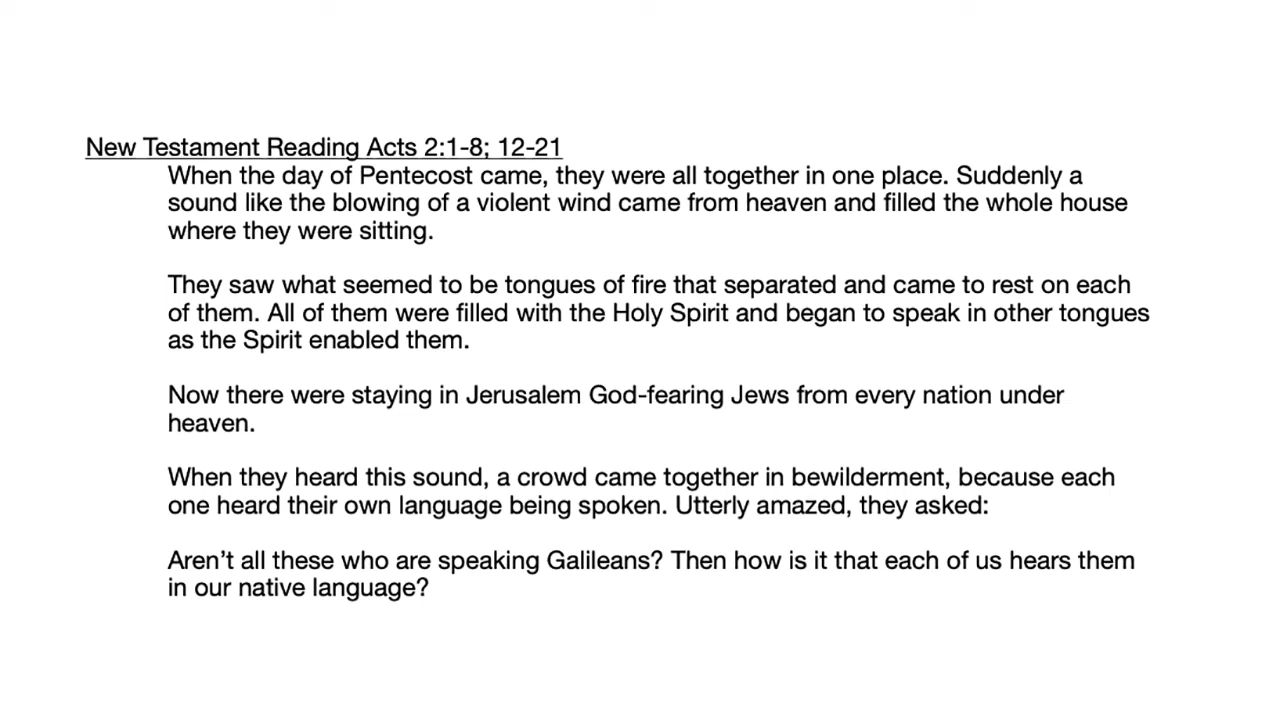 New Testament Reading Acts 2:1-8; 12-21
When the day of Pentecost came, they were all together in one place. Suddenly a
sound like the blowing of a violent wind came from heaven and filled the whole house
where they were sitting.
They saw what seemed to be tongues of fire that separated and came to rest on each
of them. All of them were filled with the Holy Spirit and began to speak in other tongues
as the Spirit enabled them.
Now there were staying in Jerusalem God-fearing Jews from every nation under
heaven.
When they heard this sound, a crowd came together in bewilderment, because each
one heard their own language being spoken. Utterly amazed, they asked:
Aren’t all these who are speaking Galileans? Then how is it that each of us hears them
in our native language?